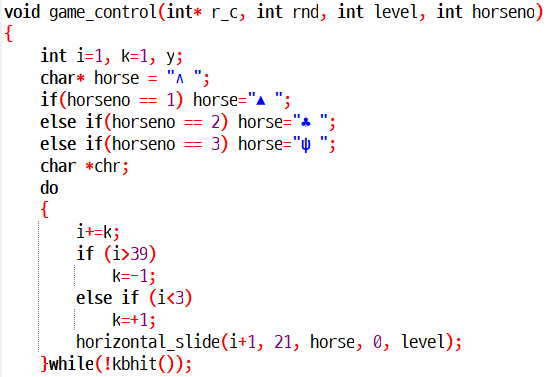 void game_control(int* r_c, int rnd, int level, int horseno)
{
int i=1, k=1, y;
char* horse = "∧ ";
if(horseno == 1) horse="▲ ";
else if(horseno == 2) horse="♣ ";
else if(horseno == 3) horse="ψ ";
char *chr;
do
{
i+=k;
if (i>39)
k=-1;
else if (i<3)
k=+1;
horizontal_slide(i+1, 21, horse, 0, level);
}while(!kbhit());